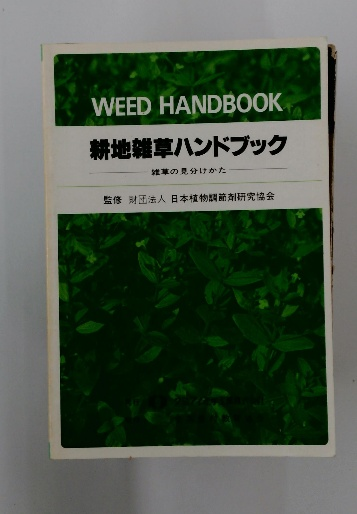 WEED HANDBOOK
耕地雑草ハンドブック
雑草の見分けかた
監修 財団法人 日本植物調節剤研究協会